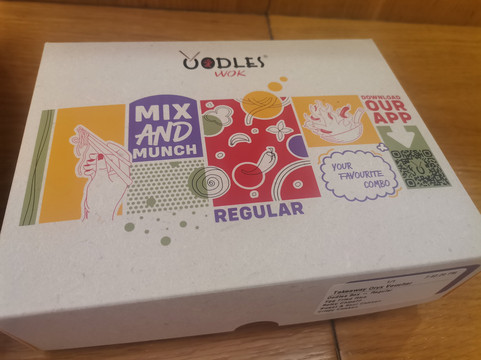 OODLES
WOK
MIX
AND
MUNCH
REGULAR
DOWNLOAD
OUR
APP
YOUR
FAVOURITE
COMBO